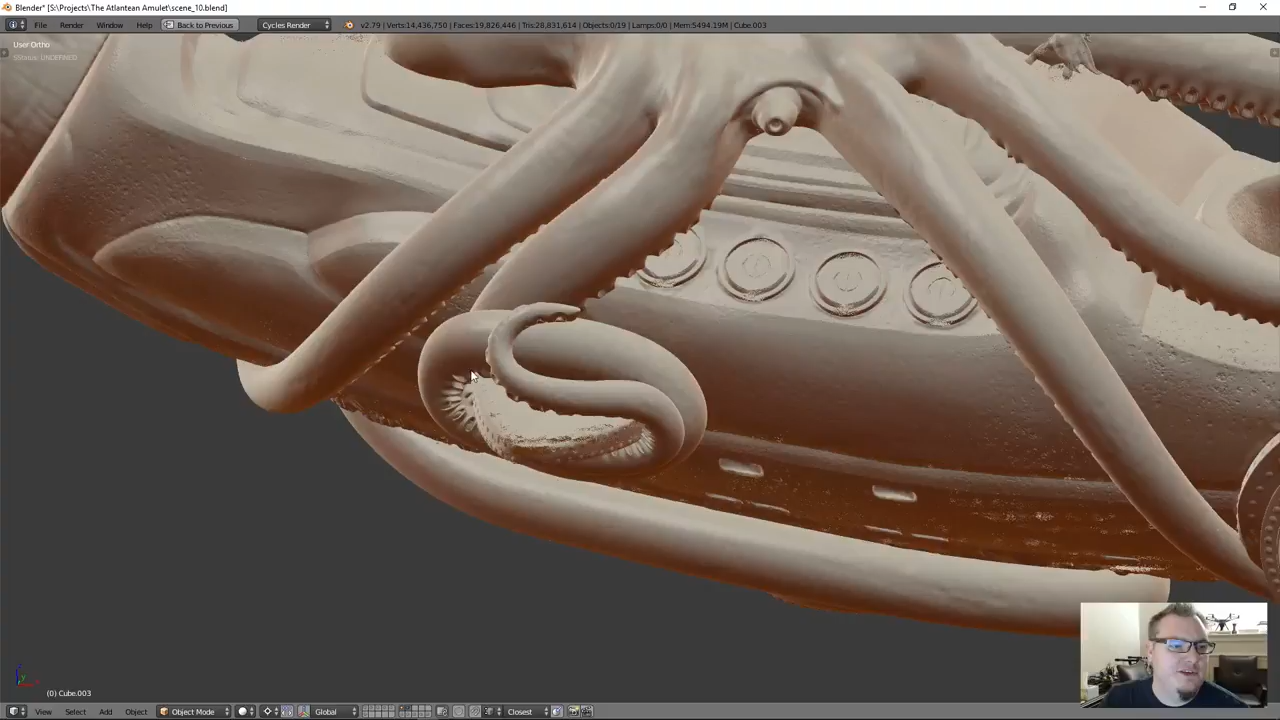 Blender* [S:\Projects\The Atlantean Amulet\scene_10.blend]
File Render Window Help Back to Previous Cycles Render v2.79 | Verts:14,436,750 | Faces:19,826,446 | Tris:28,831,614 | Objects:0/19 | Lamps:0/0 | Mem:5494.19M | Cube.003
User Ortho
SStatus: UNDEFINED
(0) Cube.003
View Select Add Object Object Mode Global Closest